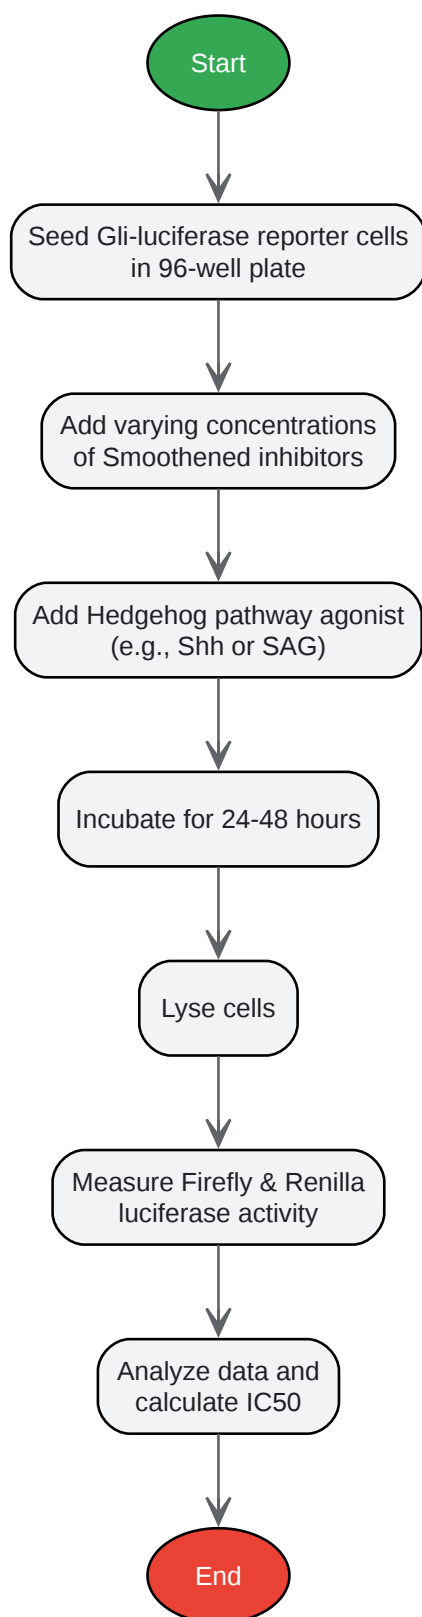 Start
Seed Gli-luciferase reporter cells
in 96-well plate
Add varying concentrations
of Smoothened inhibitors
Add Hedgehog pathway agonist
(e.g., Shh or SAG)
Incubate for 24-48 hours
Lyse cells
Measure Firefly & Renilla
luciferase activity
Analyze data and
calculate IC50
End